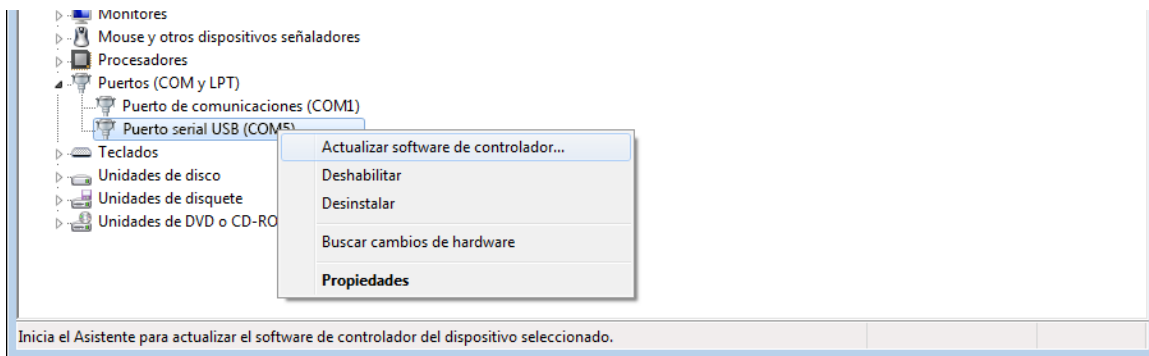 Monitores
Mouse y otros dispositivos señaladores
Procesadores
Puertos (COM y LPT)
Puerto de comunicaciones (COM1)
Puerto serial USB (COM5)
Teclados
Unidades de disco
Unidades de disquete
Unidades de DVD o CD-RO
Actualizar software de controlador...
Deshabilitar
Desinstalar
Buscar cambios de hardware
Propiedades
Inicia el Asistente para actualizar el software de controlador del dispositivo seleccionado.